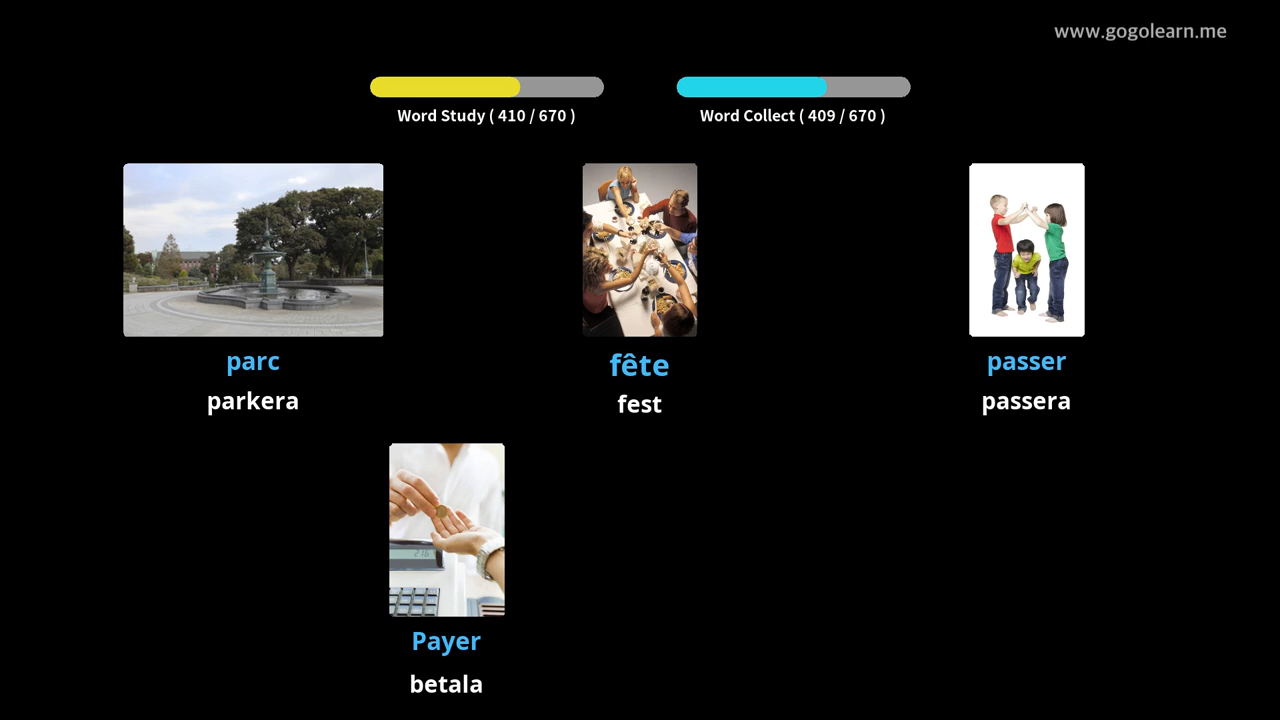 www.gogolearn.me
Word Study ( 410 / 670 )
Word Collect ( 409 / 670 )
parc
parkera
fête
fest
passer
passera
Payer
betala